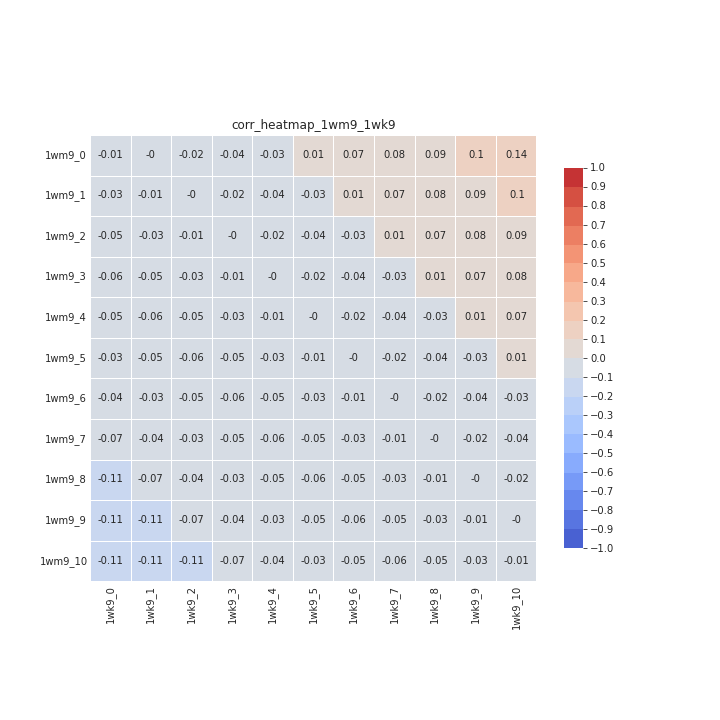 corr_heatmap_1wm9_1wk9
1wm9_0 -0.01 -0 -0.02 -0.04 -0.03 0.01 0.07 0.08 0.09 0.1 0.14
1wm9_1 -0.03 -0.01 -0 -0.02 -0.04 -0.03 0.01 0.07 0.08 0.09 0.1
1wm9_2 -0.05 -0.03 -0.01 -0 -0.02 -0.04 -0.03 0.01 0.07 0.08 0.09
1wm9_3 -0.06 -0.05 -0.03 -0.01 -0 -0.02 -0.04 -0.03 0.01 0.07 0.08
1wm9_4 -0.05 -0.06 -0.05 -0.03 -0.01 -0 -0.02 -0.04 -0.03 0.01 0.07
1wm9_5 -0.03 -0.05 -0.06 -0.05 -0.03 -0.01 -0 -0.02 -0.04 -0.03 0.01
1wm9_6 -0.04 -0.03 -0.05 -0.06 -0.05 -0.03 -0.01 -0 -0.02 -0.04 -0.03
1wm9_7 -0.07 -0.04 -0.03 -0.05 -0.06 -0.05 -0.03 -0.01 -0 -0.02 -0.04
1wm9_8 -0.11 -0.07 -0.04 -0.03 -0.05 -0.06 -0.05 -0.03 -0.01 -0 -0.02
1wm9_9 -0.11 -0.11 -0.07 -0.04 -0.03 -0.05 -0.06 -0.05 -0.03 -0.01 -0
1wm9_10 -0.11 -0.11 -0.11 -0.07 -0.04 -0.03 -0.05 -0.06 -0.05 -0.03 -0.01
1wk9_0 1wk9_1 1wk9_2 1wk9_3 1wk9_4 1wk9_5 1wk9_6 1wk9_7 1wk9_8 1wk9_9 1wk9_10
1.0
0.9
0.8
0.7
0.6
0.5
0.4
0.3
0.2
0.1
0.0
−0.1
−0.2
−0.3
−0.4
−0.5
−0.6
−0.7
−0.8
−0.9
−1.0